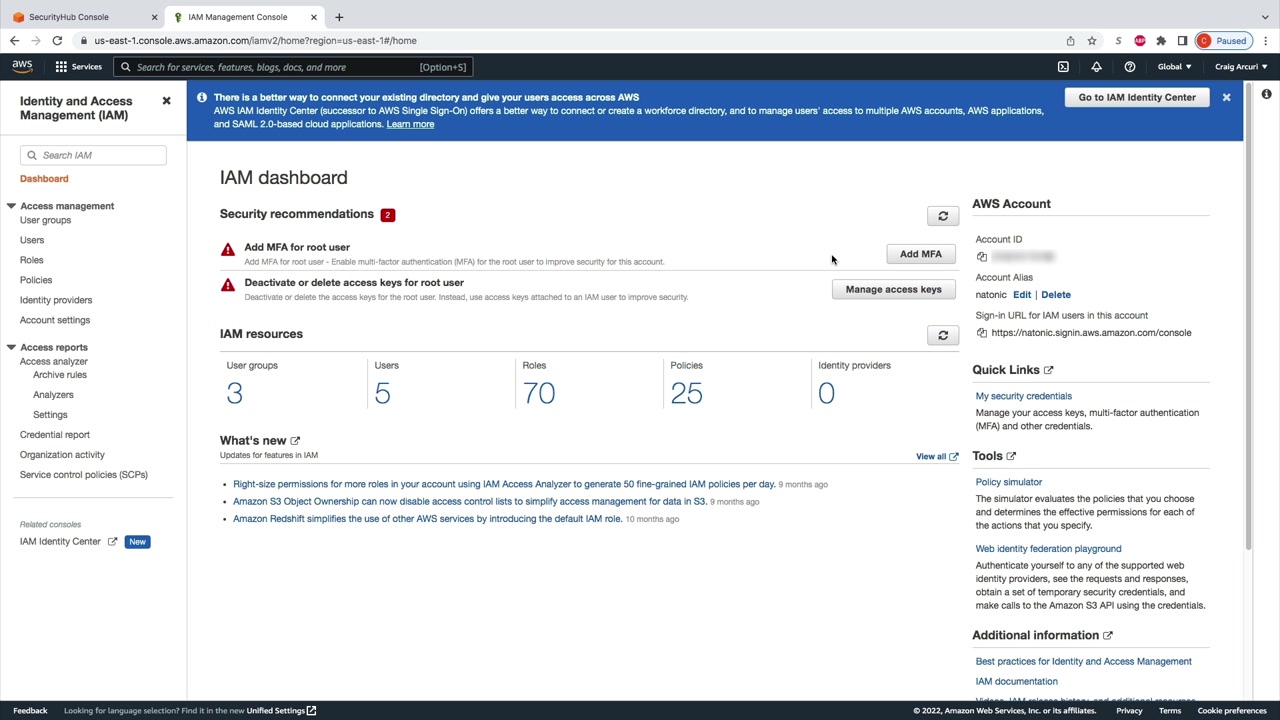 SecurityHub Console
IAM Management Console
us-east-1.console.aws.amazon.com/iamv2/home?region=us-east-1#/home
S
ABP
C Paused
aws
Services
Search for services, features, blogs, docs, and more [Option+S]
Global
Craig Arcuri
Identity and Access
Management (IAM)
Search IAM
Dashboard
Access management
User groups
Users
Roles
Policies
Identity providers
Account settings
Access reports
Access analyzer
Archive rules
Analyzers
Settings
Credential report
Organization activity
Service control policies (SCPs)
Related consoles
IAM Identity Center New
There is a better way to connect your existing directory and give your users access across AWS
AWS IAM Identity Center (successor to AWS Single Sign-On) offers a better way to connect or create a workforce directory, and to manage users' access to multiple AWS accounts, AWS applications,
and SAML 2.0-based cloud applications. Learn more
Go to IAM Identity Center
IAM dashboard
Security recommendations 2
Add MFA for root user
Add MFA for root user - Enable multi-factor authentication (MFA) for the root user to improve security for this account.
Add MFA
Deactivate or delete access keys for root user
Deactivate or delete the access keys for the root user. Instead, use access keys attached to an IAM user to improve security.
Manage access keys
IAM resources
User groups
3
Users
5
Roles
70
Policies
25
Identity providers
0
What's new
Updates for features in IAM
View all
Right-size permissions for more roles in your account using IAM Access Analyzer to generate 50 fine-grained IAM policies per day. 9 months ago
Amazon S3 Object Ownership can now disable access control lists to simplify access management for data in S3. 9 months ago
Amazon Redshift simplifies the use of other AWS services by introducing the default IAM role. 10 months ago
AWS Account
Account ID
Account Alias
natonic Edit | Delete
Sign-in URL for IAM users in this account
https://natonic.signin.aws.amazon.com/console
Quick Links
My security credentials
Manage your access keys, multi-factor authentication
(MFA) and other credentials.
Tools
Policy simulator
The simulator evaluates the policies that you choose
and determines the effective permissions for each of
the actions that you specify.
Web identity federation playground
Authenticate yourself to any of the supported web
identity providers, see the requests and responses,
obtain a set of temporary security credentials, and
make calls to the Amazon S3 API using the credentials.
Additional information
Best practices for Identity and Access Management
IAM documentation
Videos, IAM release history, and additional resources
Feedback
Looking for language selection? Find it in the new Unified Settings
© 2022, Amazon Web Services, Inc. or its affiliates.
Privacy
Terms
Cookie preferences